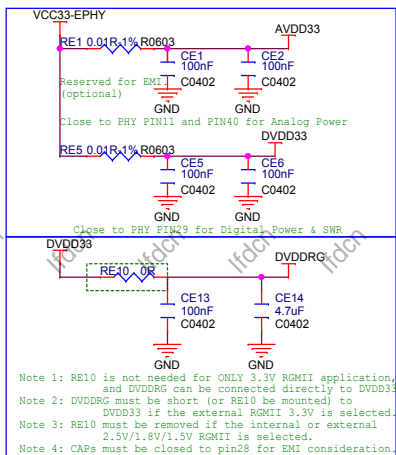 VCC33-EPHY
AVDD33
RE1 0.01R-1% R0603
CE1
100nF
C0402
CE2
100nF
C0402
Reserved for EMI.
(optional)
GND
GND
Close to PHY PIN11 and PIN40 for Analog Power
DVDD33
RE5 0.01R-1% R0603
CE5
100nF
C0402
CE6
100nF
C0402
GND
GND
Close to PHY PIN29 for Digital Power & SWR
DVDD33
DVDDRG
RE10 0R
CE13
100nF
C0402
CE14
4.7uF
C0402
GND
GND
lfdcn
lfdcn
lfdcn
Note 1: RE10 is not needed for ONLY 3.3V RGMII application,
and DVDDRG can be connected directly to DVDD33
Note 2: DVDDRG must be short (or RE10 be mounted) to
DVDD33 if the external RGMII 3.3V is selected.
Note 3: RE10 must be removed if the internal or external
2.5V/1.8V/1.5V RGMII is selected.
Note 4: CAPs must be closed to pin28 for EMI consideration.